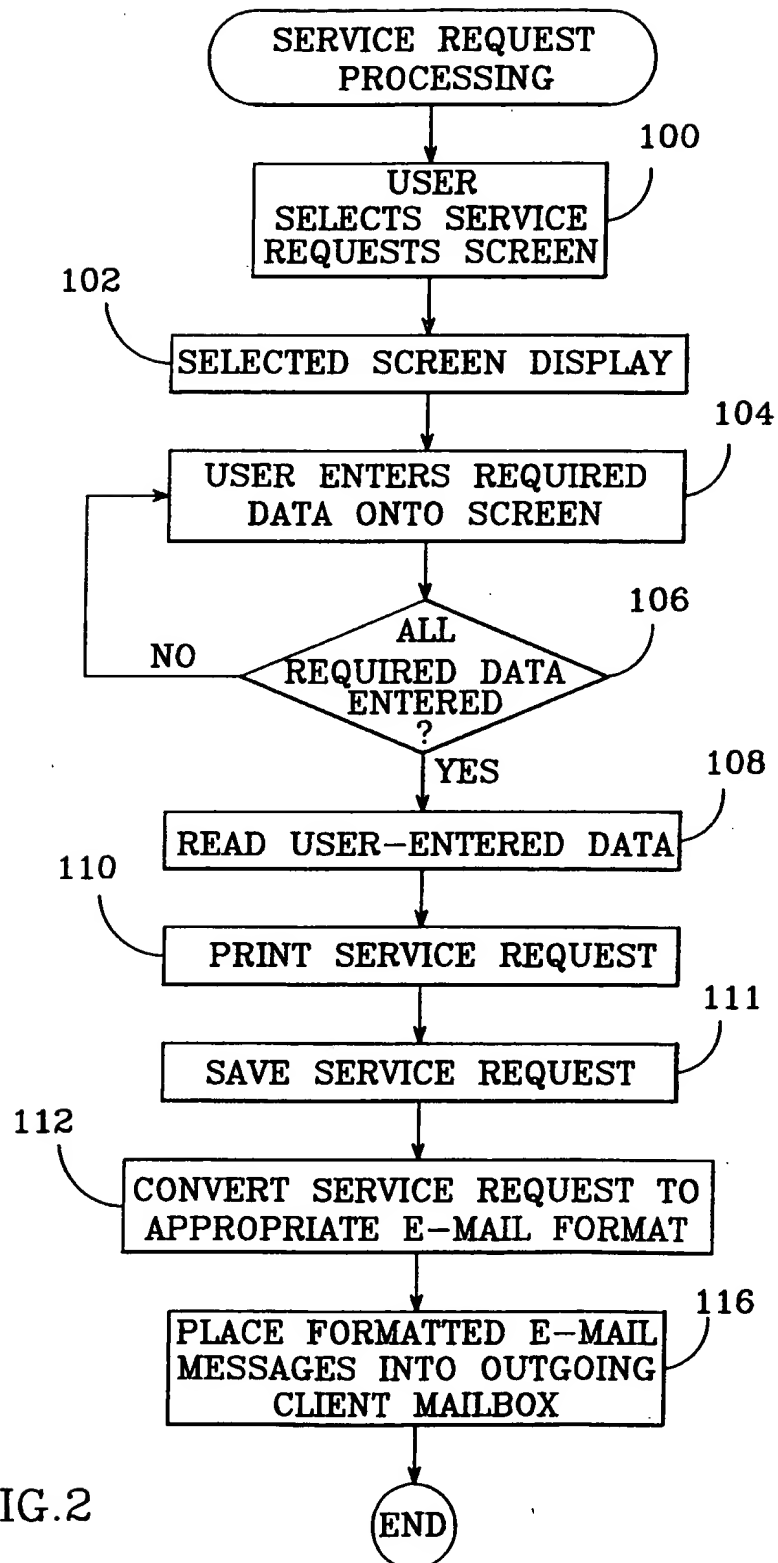 SERVICE REQUEST
PROCESSING
100
USER
SELECTS SERVICE
REQUESTS SCREEN
102
SELECTED SCREEN DISPLAY
104
USER ENTERS REQUIRED
DATA ONTO SCREEN
106
ALL
REQUIRED DATA
ENTERED
?
NO
YES
108
READ USER-ENTERED DATA
110
PRINT SERVICE REQUEST
111
SAVE SERVICE REQUEST
112
CONVERT SERVICE REQUEST TO
APPROPRIATE E-MAIL FORMAT
116
PLACE FORMATTED E-MAIL
MESSAGES INTO OUTGOING
CLIENT MAILBOX
IG.2
END